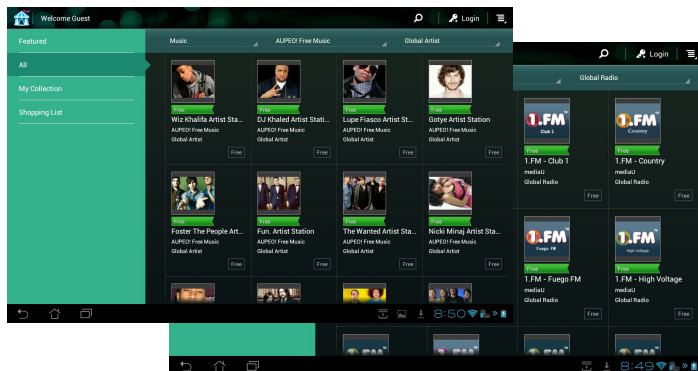 Welcome Guest
Login
Featured
All
My Collection
Shopping List
Music
AUPEO! Free Music
Global Artist
Free
Wiz Khalifa Artist Sta...
AUPEO! Free Music
Global Artist
Free
Free
DJ Khaled Artist Stati...
AUPEO! Free Music
Global Artist
Free
Free
Lupe Fiasco Artist St...
AUPEO! Free Music
Global Artist
Free
Free
Gotye Artist Station
AUPEO! Free Music
Global Artist
Free
Free
Foster The People Art...
AUPEO! Free Music
Global Artist
Free
Free
Fun. Artist Station
AUPEO! Free Music
Global Artist
Free
Free
The Wanted Artist Sta...
AUPEO! Free Music
Global Artist
Free
Free
Nicki Minaj Artist Sta...
AUPEO! Free Music
Global Artist
Free
8:50
Login
Global Radio
1.FM
Club 1
Free
1.FM - Club 1
mediaU
Global Radio
Free
1.FM
Country
Free
1.FM - Country
mediaU
Global Radio
Free
1.FM
Fuego FM
Free
1.FM - Fuego FM
mediaU
Global Radio
Free
1.FM
High Voltage
Free
1.FM - High Voltage
mediaU
Global Radio
Free
8:49